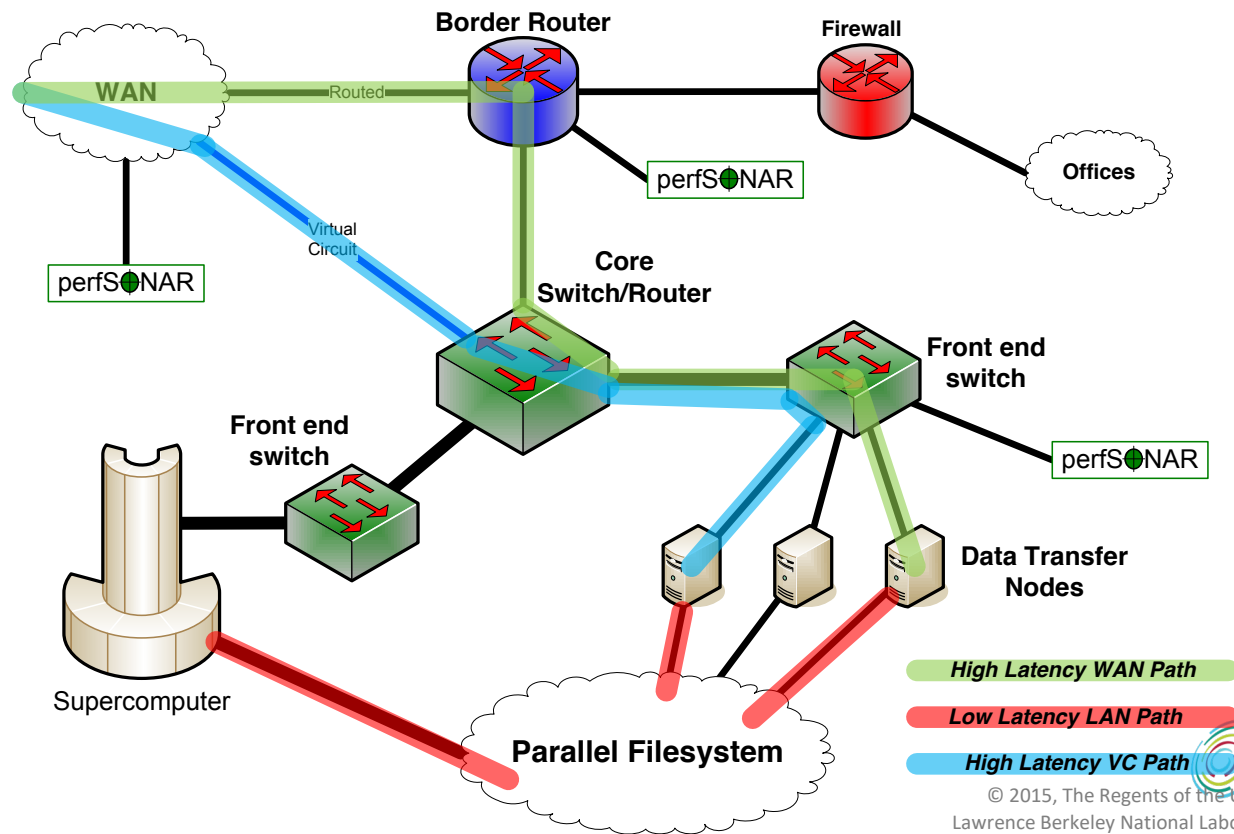 Border Router
Firewall
WAN
Routed
perfSONAR
Offices
Virtual
Circuit
perfSONAR
Core
Switch/Router
Front end
switch
Front end
switch
perfSONAR
Data Transfer
Nodes
Supercomputer
Parallel Filesystem
High Latency WAN Path
Low Latency LAN Path
High Latency VC Path
© 2015, The Regents of the
Lawrence Berkeley National Labo